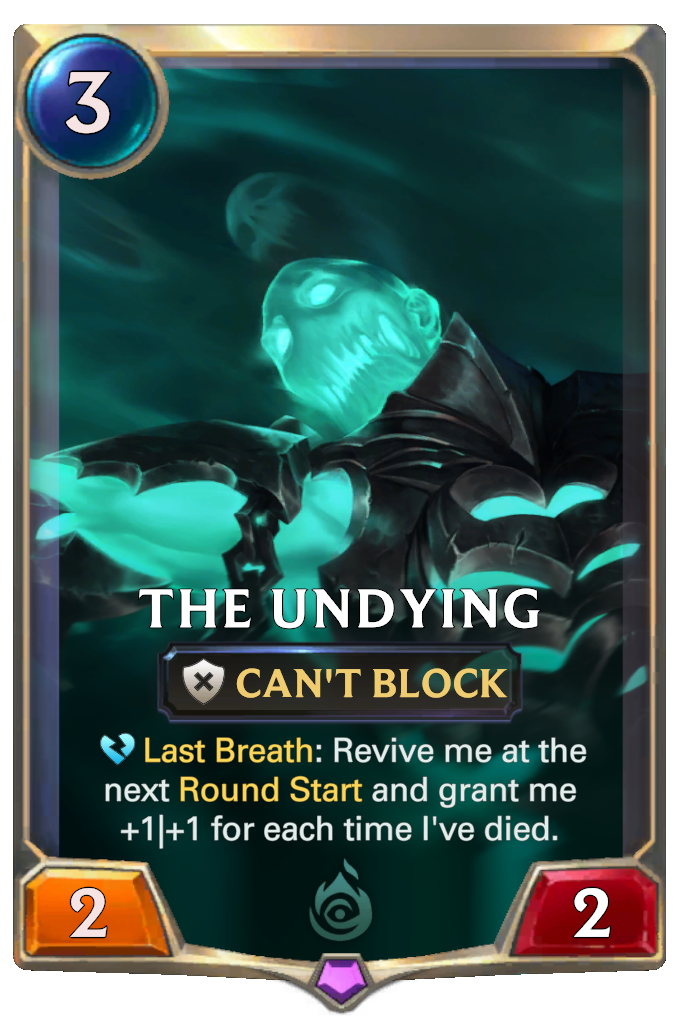 3
THE UNDYING
CAN'T BLOCK
Last Breath: Revive me at the
next Round Start and grant me
+1|+1 for each time I've died.
2
2